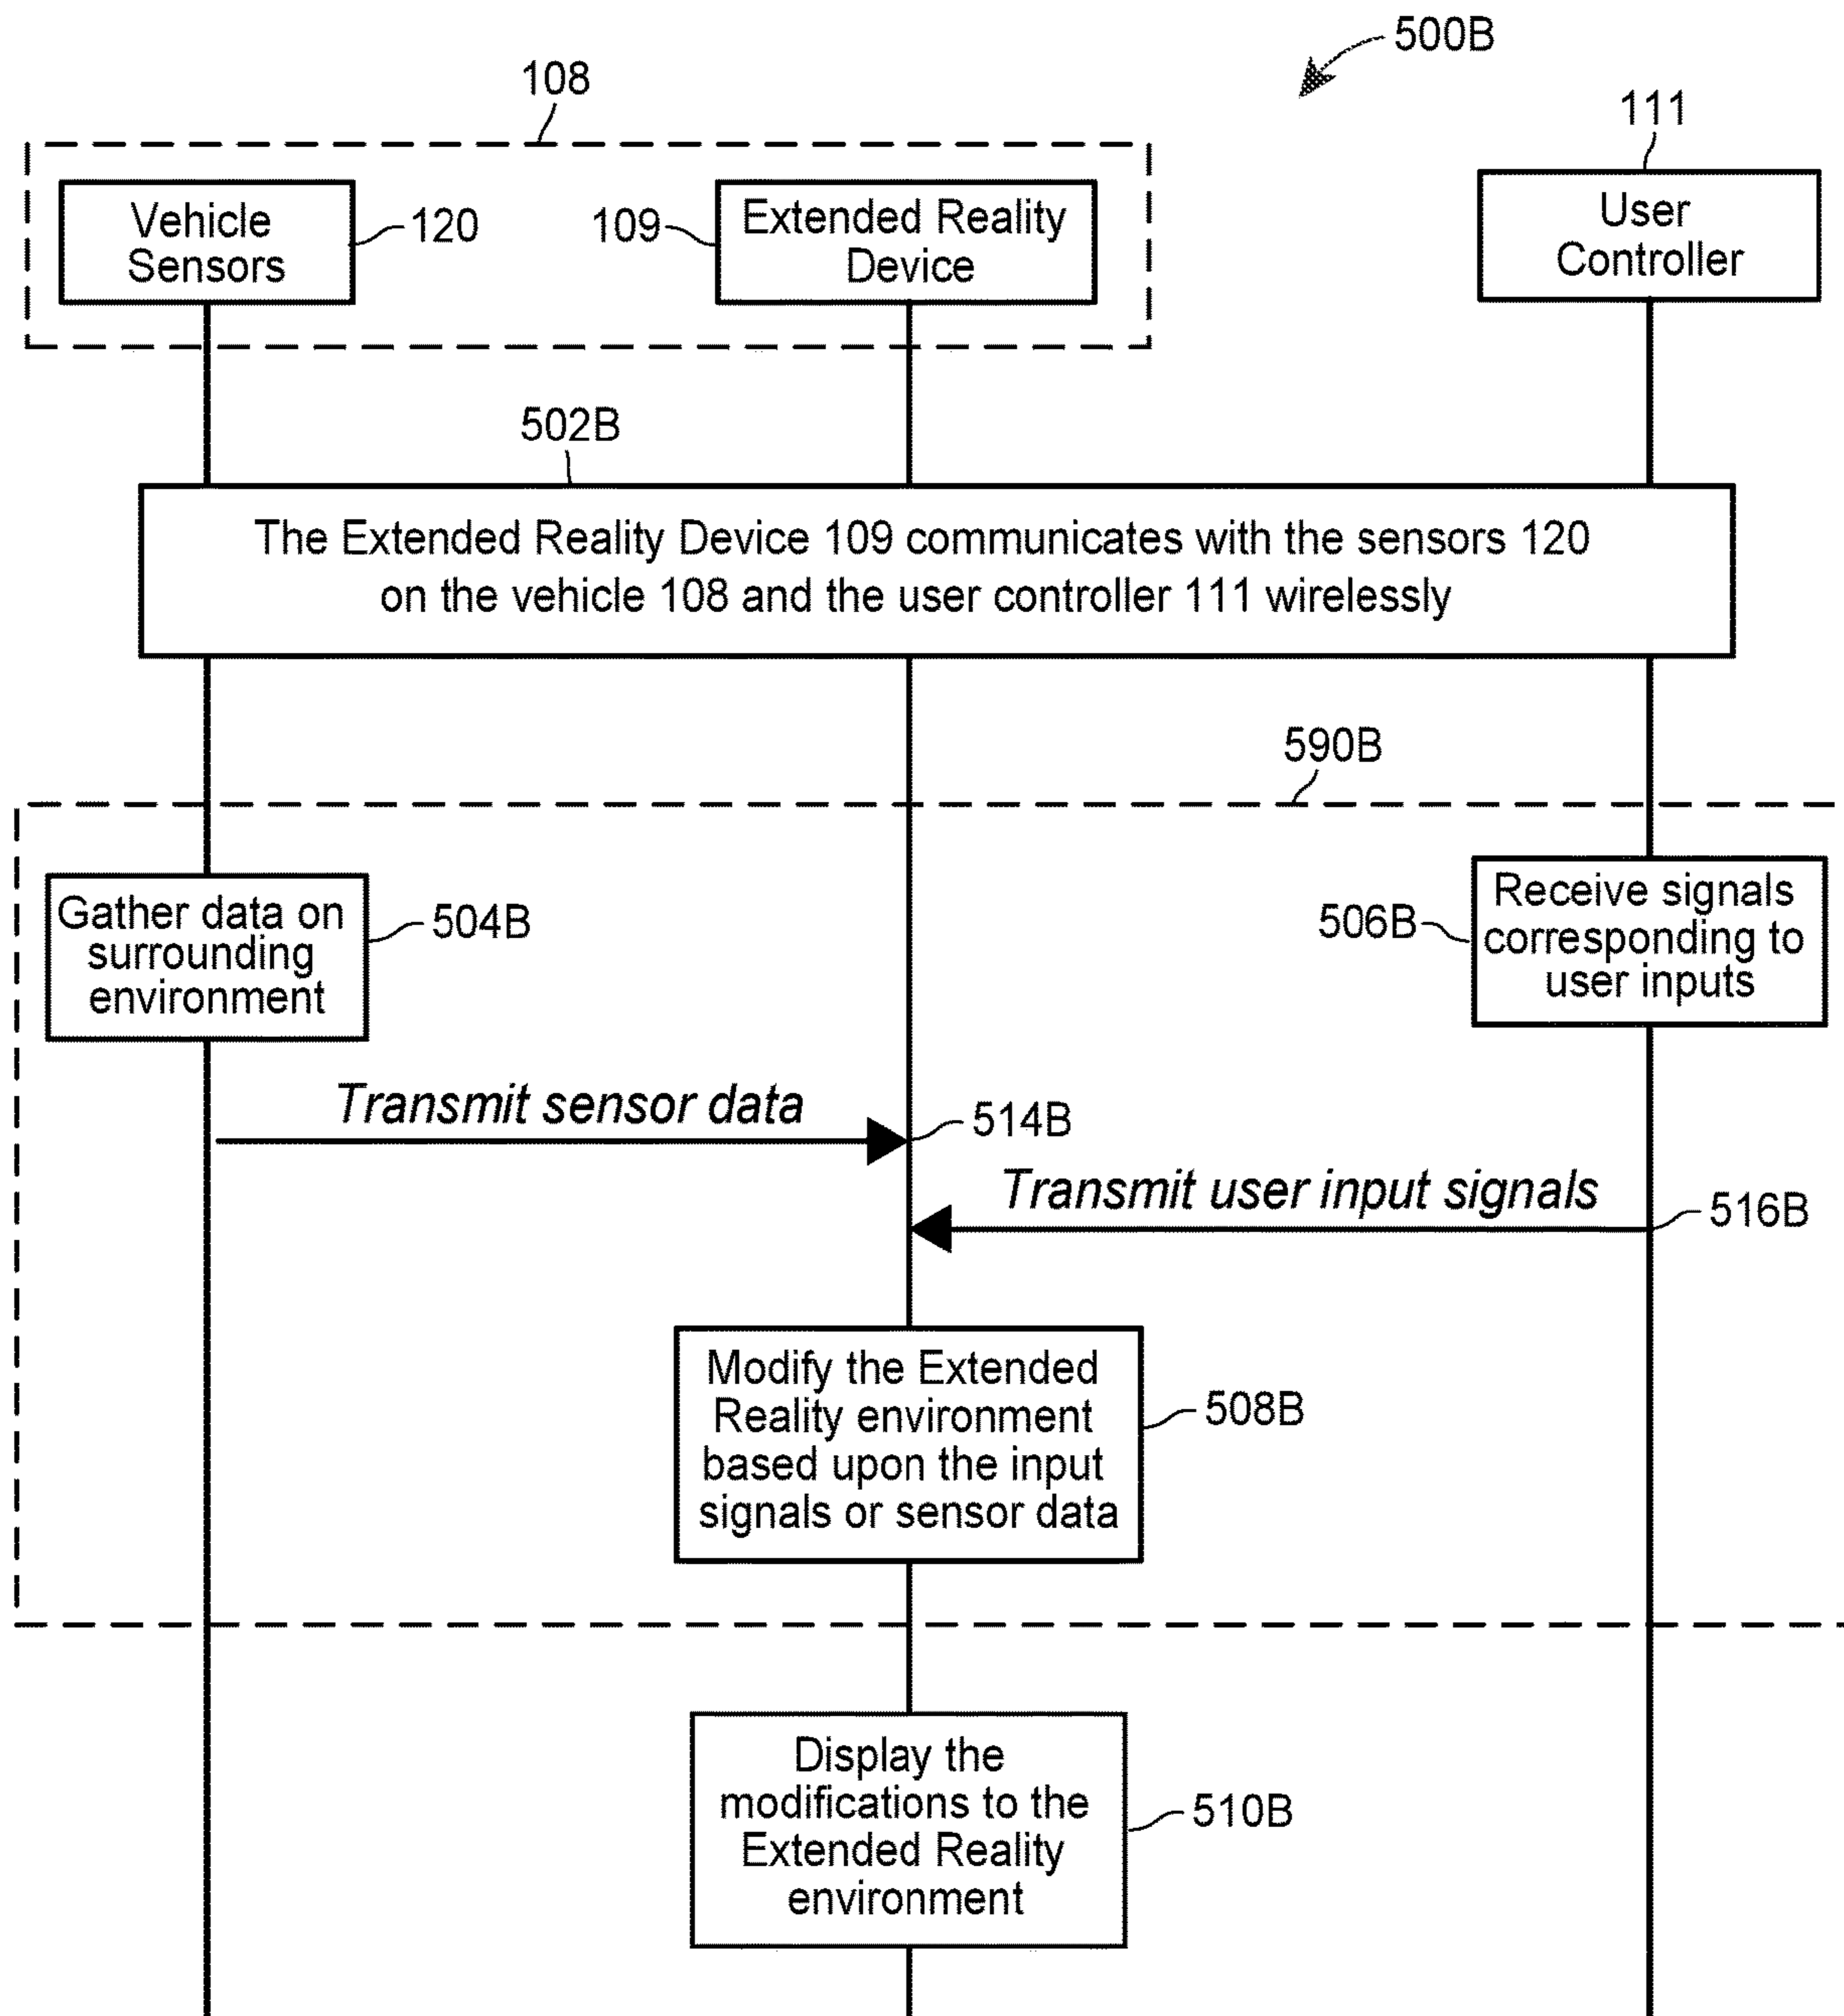 500B
108
111
Vehicle
Sensors
120
109
Extended Reality
Device
User
Controller
502B
The Extended Reality Device 109 communicates with the sensors 120
on the vehicle 108 and the user controller 111 wirelessly
590B
Gather data on
surrounding
environment
504B
506B
Receive signals
corresponding to
user inputs
Transmit sensor data
514B
Transmit user input signals
516B
Modify the Extended
Reality environment
based upon the input
signals or sensor data
508B
Display the
modifications to the
Extended Reality
environment
510B